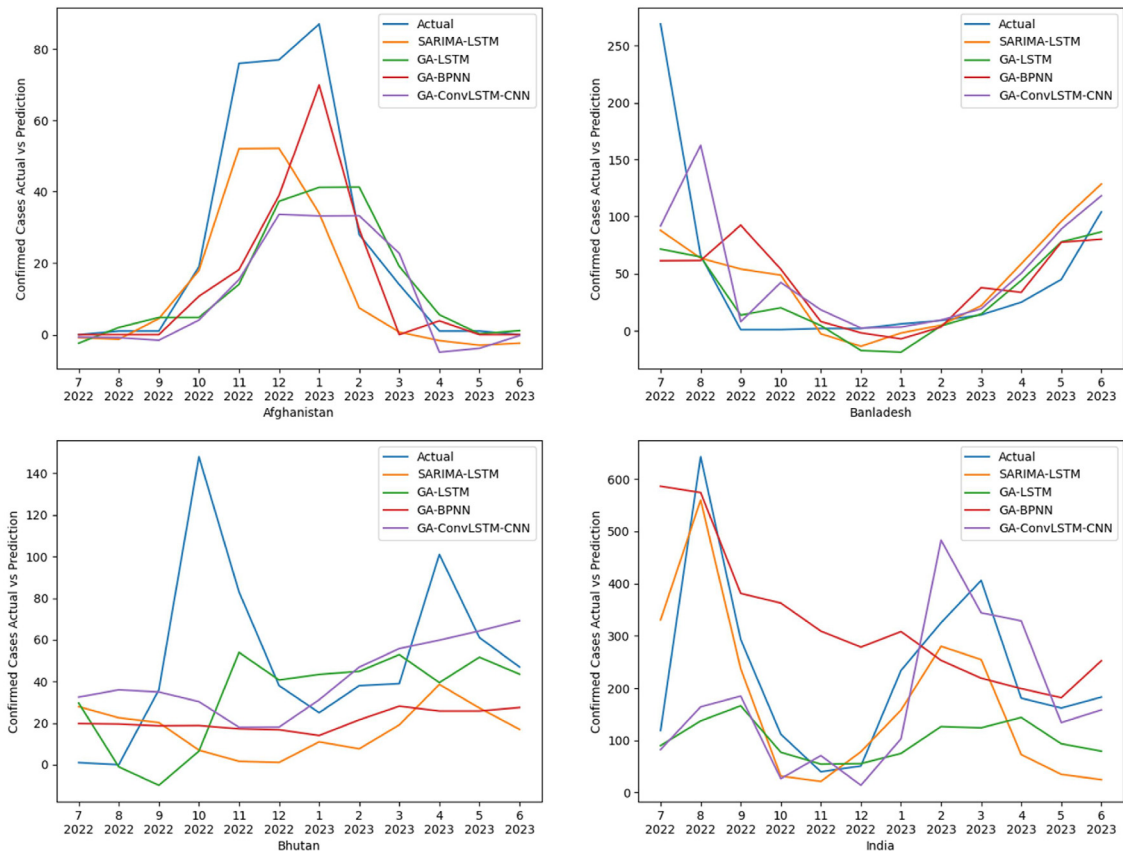 Confirmed Cases Actual vs Prediction
80
60
40
20
0
Actual
SARIMA-LSTM
GA-LSTM
GA-BPNN
GA-ConvLSTM-CNN
7 8 9 10 11 12 1 2 3 4 5 6
2022 2022 2022 2022 2022 2022 2023 2023 2023 2023 2023 2023
Afghanistan
Confirmed Cases Actual vs Prediction
250
200
150
100
50
0
Actual
SARIMA-LSTM
GA-LSTM
GA-BPNN
GA-ConvLSTM-CNN
7 8 9 10 11 12 1 2 3 4 5 6
2022 2022 2022 2022 2022 2022 2023 2023 2023 2023 2023 2023
Banladesh
Confirmed Cases Actual vs Prediction
140
120
100
80
60
40
20
0
Actual
SARIMA-LSTM
GA-LSTM
GA-BPNN
GA-ConvLSTM-CNN
7 8 9 10 11 12 1 2 3 4 5 6
2022 2022 2022 2022 2022 2022 2023 2023 2023 2023 2023 2023
Bhutan
Confirmed Cases Actual vs Prediction
600
500
400
300
200
100
0
Actual
SARIMA-LSTM
GA-LSTM
GA-BPNN
GA-ConvLSTM-CNN
7 8 9 10 11 12 1 2 3 4 5 6
2022 2022 2022 2022 2022 2022 2023 2023 2023 2023 2023 2023
India